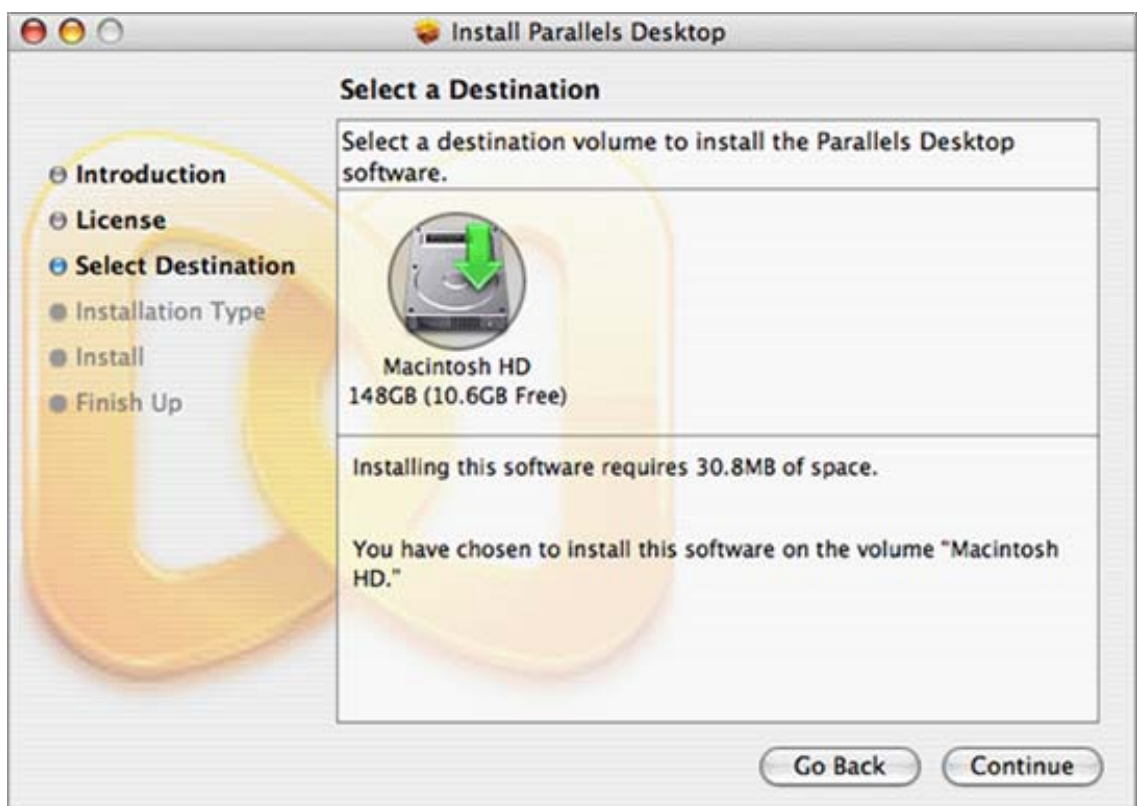 Install Parallels Desktop
Select a Destination
Introduction
License
Select Destination
Installation Type
Install
Finish Up
Select a destination volume to install the Parallels Desktop
software.
Macintosh HD
148GB (10.6GB Free)
Installing this software requires 30.8MB of space.
You have chosen to install this software on the volume "Macintosh
HD."
Go Back
Continue